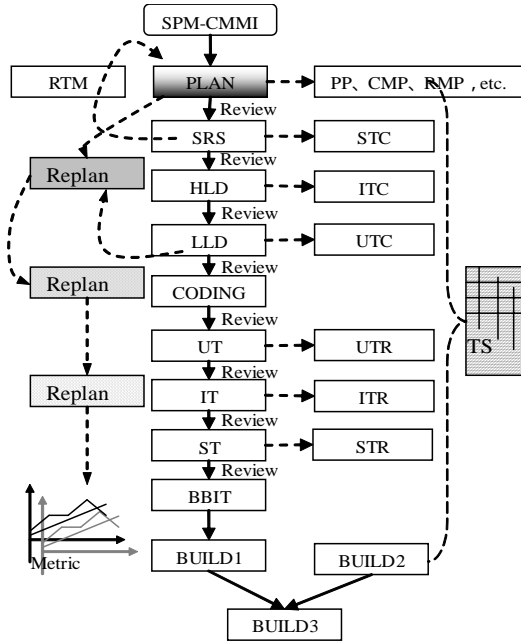 SPM-CMMI
RTM
PLAN
PP、CMP、RMP , etc.
Review
SRS
STC
Review
Replan
HLD
ITC
Review
LLD
UTC
Review
Replan
CODING
Review
TS
UT
UTR
Review
Replan
IT
ITR
Review
ST
STR
Review
BBIT
Metric
BUILD1
BUILD2
BUILD3